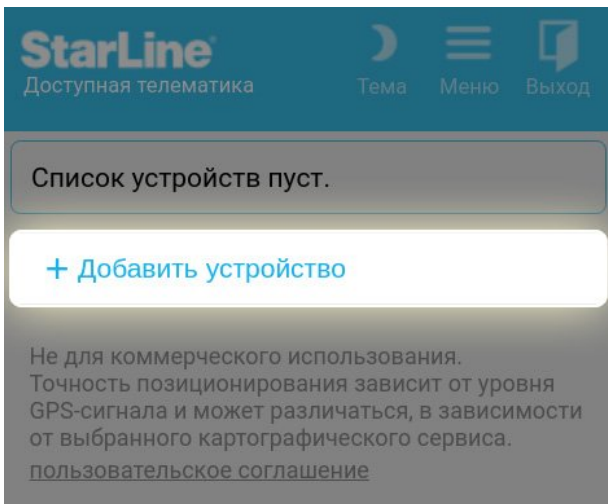 StarLine
Доступная телематика
Тема Меню Выход
Список устройств пуст.
+ Добавить устройство
Не для коммерческого использования.
Точность позиционирования зависит от уровня
GPS-сигнала и может различаться, в зависимости
от выбранного картографического сервиса.
пользовательское соглашение